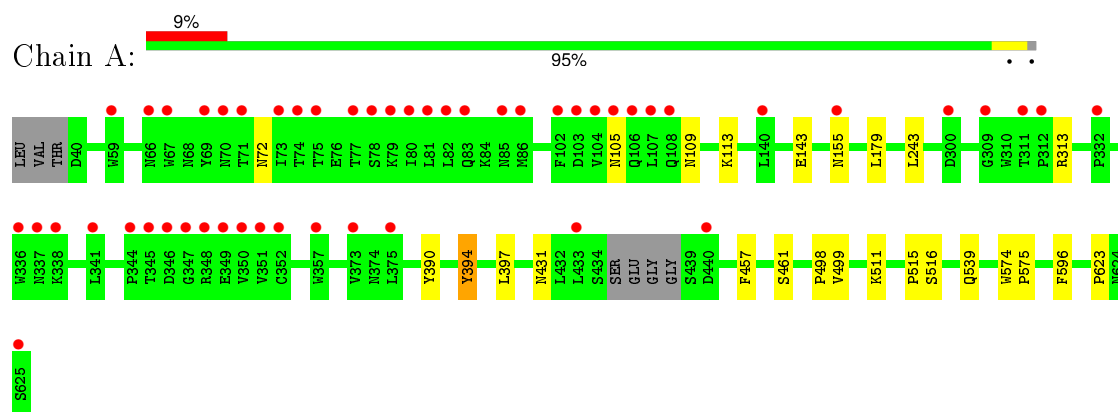 9%
Chain A:
95%
LEU VAL THR D40 W59 N66 W67 N68 Y69 N70 T71 N72 I73 T74 T75 E76 T77 S78 K79 I80 L81 L82 Q83 K84 N85 M86 F102 D103 V104 N105 Q106 L107 Q108 N109 K113 L140 E143 N155 L179 L243 D300 G309 W310 T311 P312 R313 P332
W336 N337 K338 L341 P344 T345 D346 G347 R348 E349 V350 V351 C352 W357 V373 N374 L375 Y390 Y394 L397 N431 L432 L433 S434 SER GLU GLY GLY S439 D440 F457 S461 P498 V499 K511 P515 S516 Q539 W574 P575 F596 P623 N624
S625